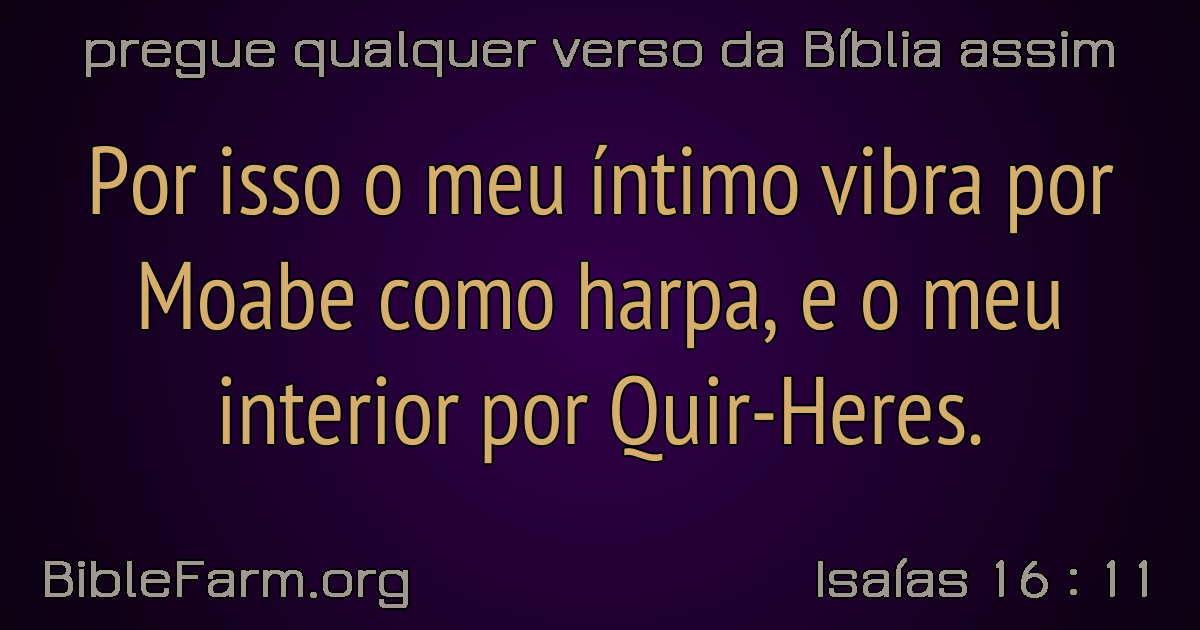 pregue qualquer verso da Bíblia assim
Por isso o meu íntimo vibra por
Moabe como harpa, e o meu
interior por Quir-Heres.
BibleFarm.org
Isaías 16 : 11